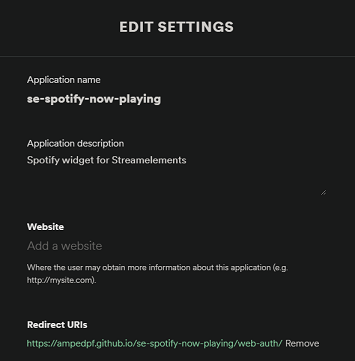 EDIT SETTINGS
Application name
se-spotify-now-playing
Application description
Spotify widget for Streamelements
Website
Add a website
Where the user may obtain more information about this application (e.g.
http://mysite.com).
Redirect URIs
https://ampedpf.github.io/se-spotify-now-playing/web-auth/ Remove